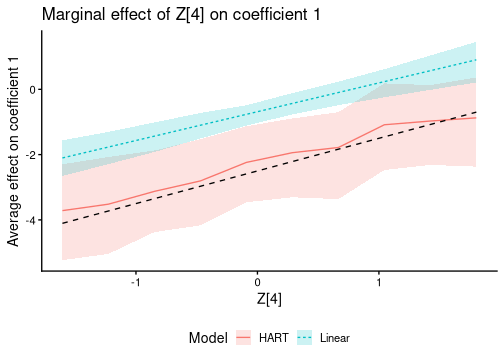 Marginal effect of Z[4] on coefficient 1
Average effect on coefficient 1
0
-2
-4
-1
0
1
Z[4]
Model
HART
Linear